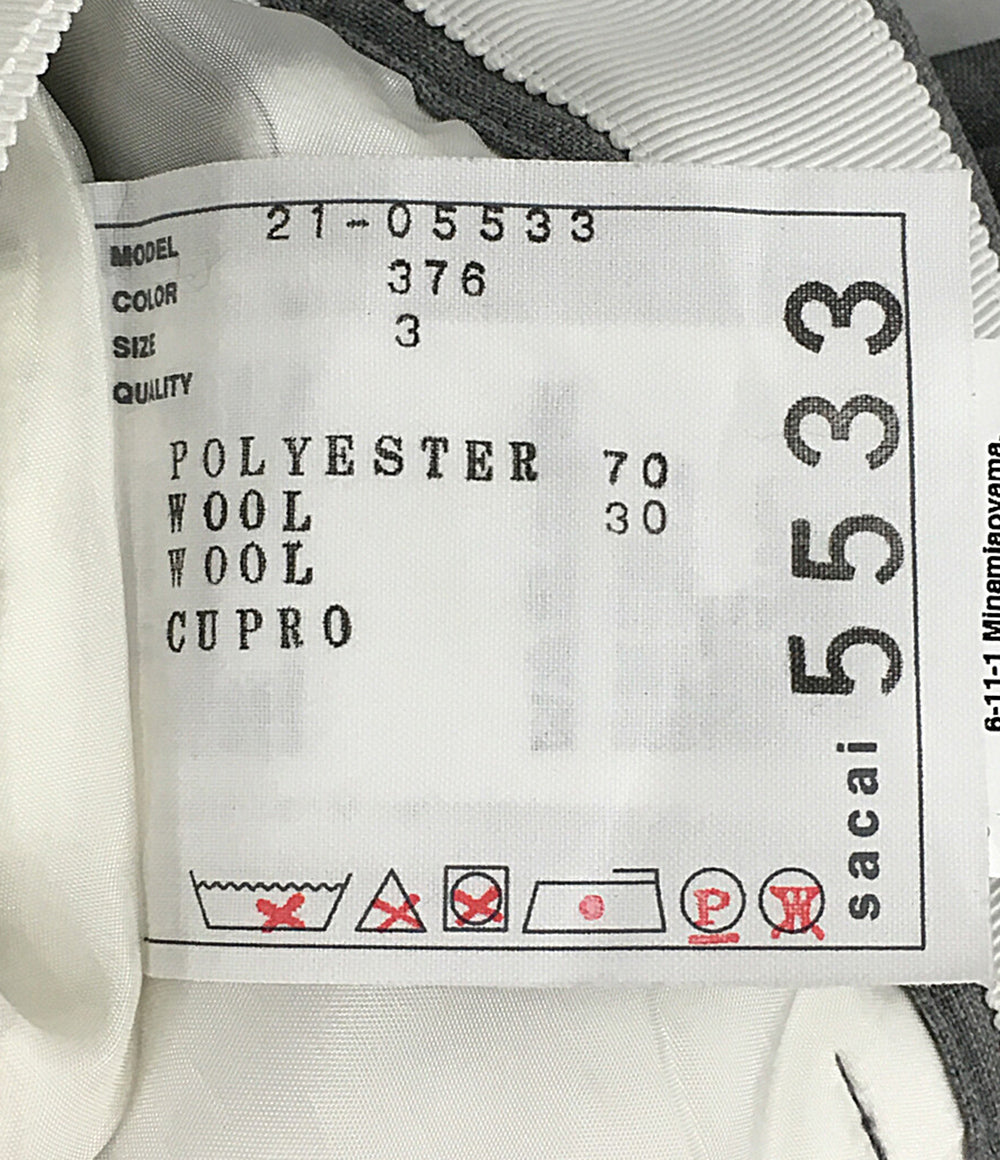 MODEL 21-05533
COLOR 376
SIZE 3
QUALITY
POLYESTER 70
WOOL 30
WOOL
CUPRO
P
W
sacai 5533
6-11-1 Minamiaoyama